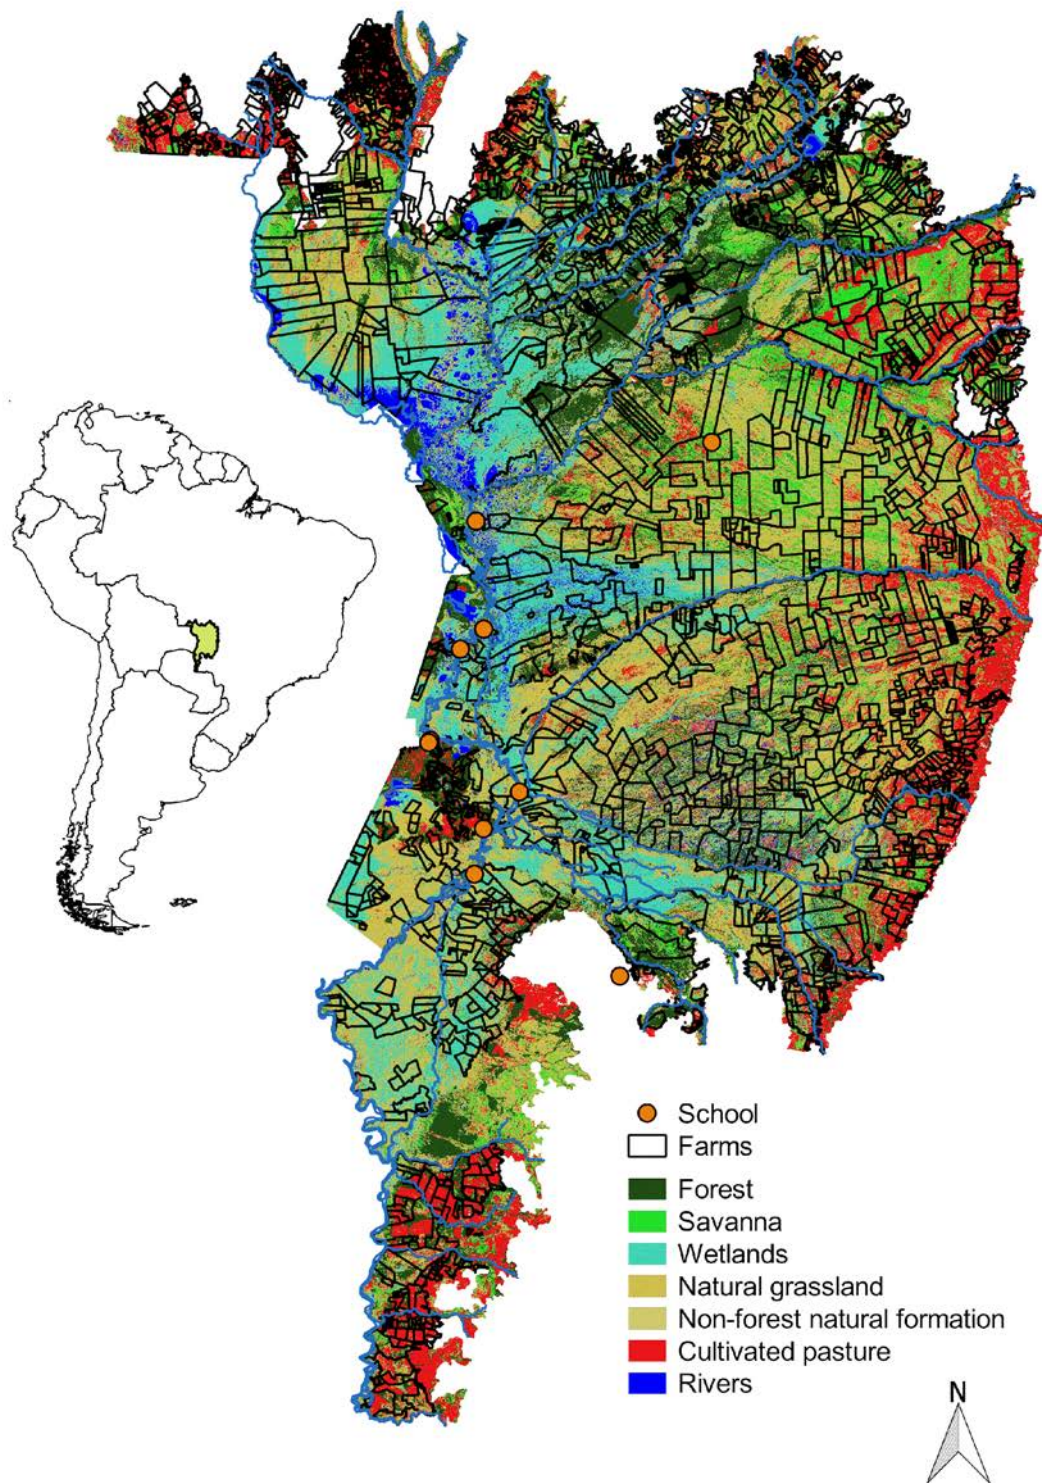 School
Farms
Forest
Savanna
Wetlands
Natural grassland
Non-forest natural formation
Cultivated pasture
Rivers
N